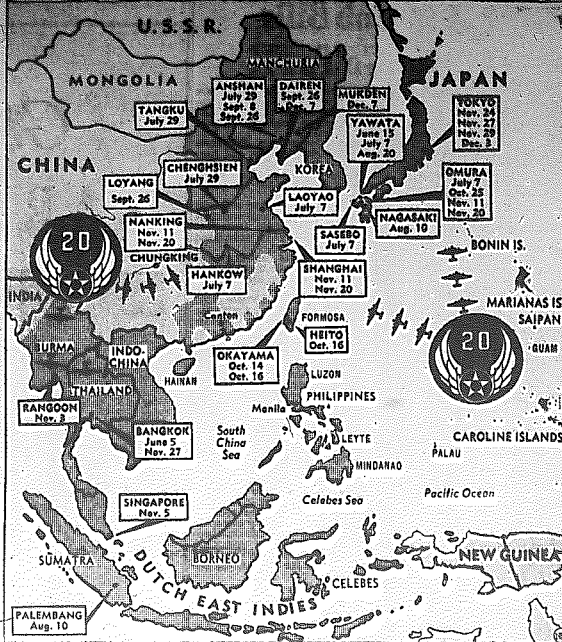 U.S.S.R.
MONGOLIA
MANCHURIA
JAPAN
CHINA
KOREA
ANSHAN
July 29
Sept. 8
Sept. 26
DAIREN
Sept. 26
Dec. 7
MUKDEN
Dec. 7
TANGKU
July 29
YAWATA
June 15
July 7
Aug. 20
TOKYO
Nov. 24
Nov. 27
Nov. 29
Dec. 3
CHENGHSIEN
July 29
LOYANG
Sept. 26
LAOYAO
July 7
OMURA
July 7
Oct. 25
Nov. 11
Nov. 20
NANKING
Nov. 11
Nov. 20
SASEBO
July 7
NAGASAKI
Aug. 10
20
CHUNGKING
HANKOW
July 7
SHANGHAI
Nov. 11
Nov. 20
BONIN IS.
INDIA
MARIANAS IS
SAIPAN
GUAM
20
Canton
FORMOSA
HEITO
Oct. 16
OKAYAMA
Oct. 14
Oct. 16
BURMA
INDO-
CHINA
HAINAN
THAILAND
LUZON
PHILIPPINES
Manila
RANGOON
Nov. 3
BANGKOK
June 5
Nov. 27
South
China
Sea
LEYTE
MINDANAO
CAROLINE ISLANDS
PALAU
SINGAPORE
Nov. 5
Celebes Sea
Pacific Ocean
SUMATRA
BORNEO
CELEBES
NEW GUINEA
DUTCH EAST INDIES
PALEMBANG
Aug. 10